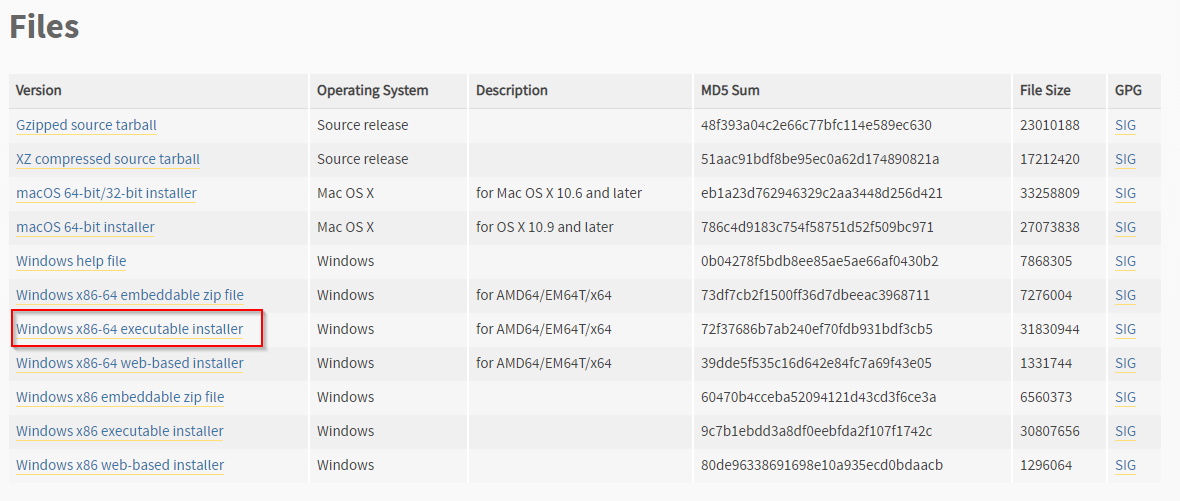 Files
Version Operating System Description MD5 Sum File Size GPG
Gzipped source tarball Source release 48f393a04c2e66c77bfc114e589ec630 23010188 SIG
XZ compressed source tarball Source release 51aac91bdf8be95ec0a62d174890821a 17212420 SIG
macOS 64-bit/32-bit installer Mac OS X for Mac OS X 10.6 and later eb1a23d762946329c2aa3448d256d421 33258809 SIG
macOS 64-bit installer Mac OS X for OS X 10.9 and later 786c4d9183c754f58751d52f509bc971 27073838 SIG
Windows help file Windows 0b04278f5bdb8ee85ae5ae66af0430b2 7868305 SIG
Windows x86-64 embeddable zip file Windows for AMD64/EM64T/x64 73df7cb2f1500ff36d7dbeeac3968711 7276004 SIG
Windows x86-64 executable installer Windows for AMD64/EM64T/x64 72f37686b7ab240ef70fdb931bdf3cb5 31830944 SIG
Windows x86-64 web-based installer Windows for AMD64/EM64T/x64 39dde5f535c16d642e84fc7a69f43e05 1331744 SIG
Windows x86 embeddable zip file Windows 60470b4cceba52094121d43cd3f6ce3a 6560373 SIG
Windows x86 executable installer Windows 9c7b1ebdd3a8df0eebfda2f107f1742c 30807656 SIG
Windows x86 web-based installer Windows 80de96338691698e10a935ecd0bdaacb 1296064 SIG